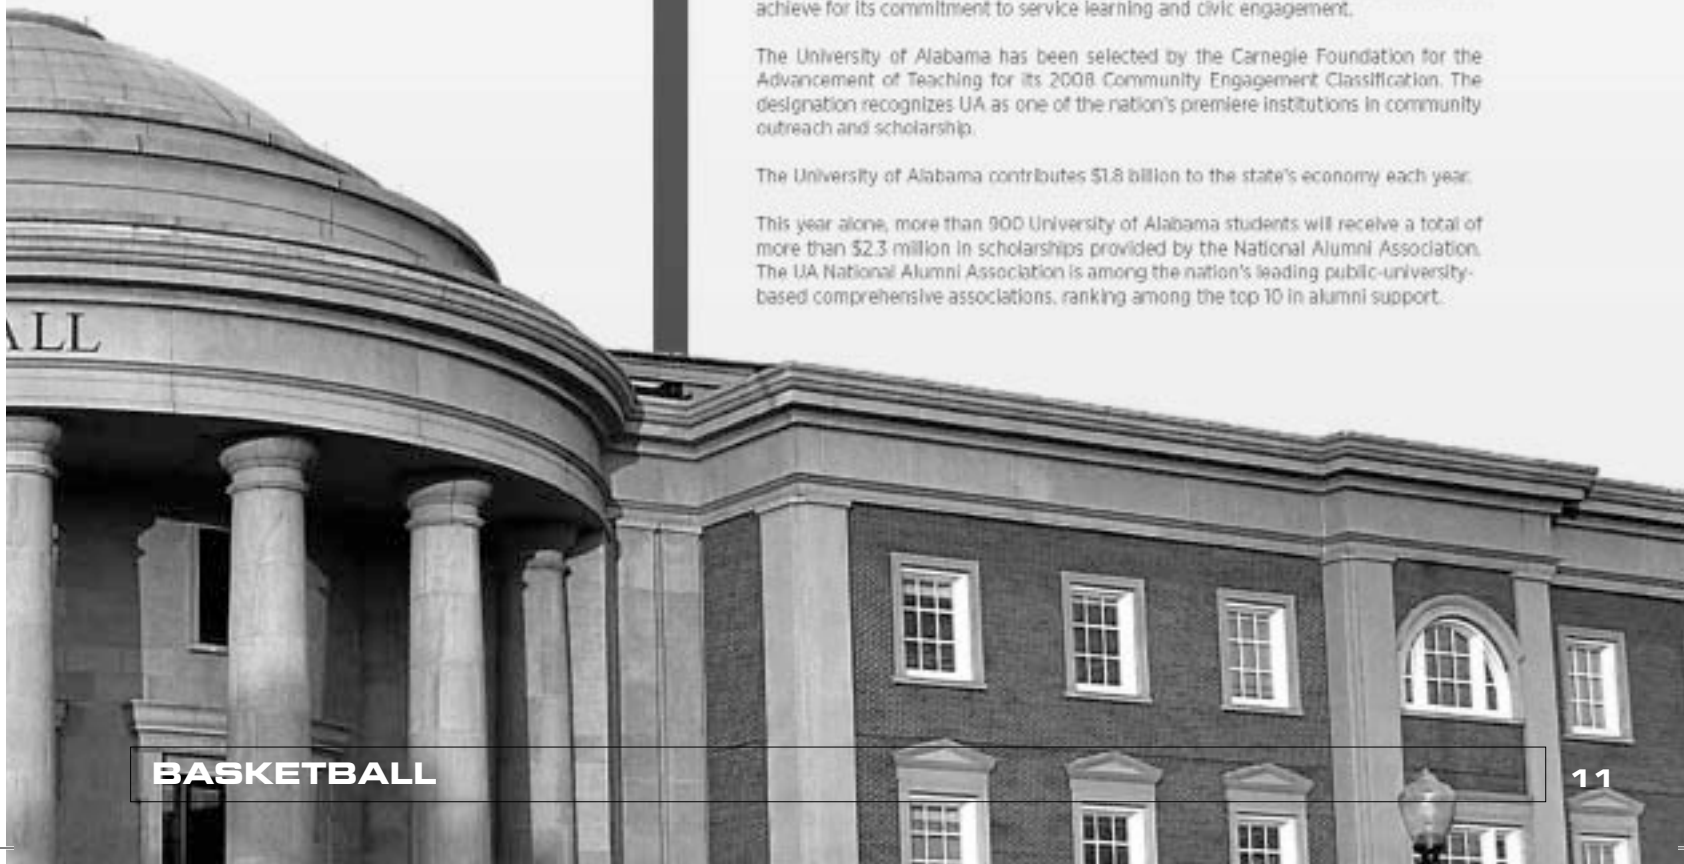 achieve for its commitment to service learning and civic engagement.
The University of Alabama has been selected by the Carnegie Foundation for the
Advancement of Teaching for its 2008 Community Engagement Classification. The
designation recognizes UA as one of the nation's premiere institutions in community
outreach and scholarship.
The University of Alabama contributes $1.8 billion to the state's economy each year.
This year alone, more than 900 University of Alabama students will receive a total of
more than $2.3 million in scholarships provided by the National Alumni Association.
The UA National Alumni Association is among the nation's leading public-university-
based comprehensive associations, ranking among the top 10 in alumni support.
ALL
BASKETBALL
11